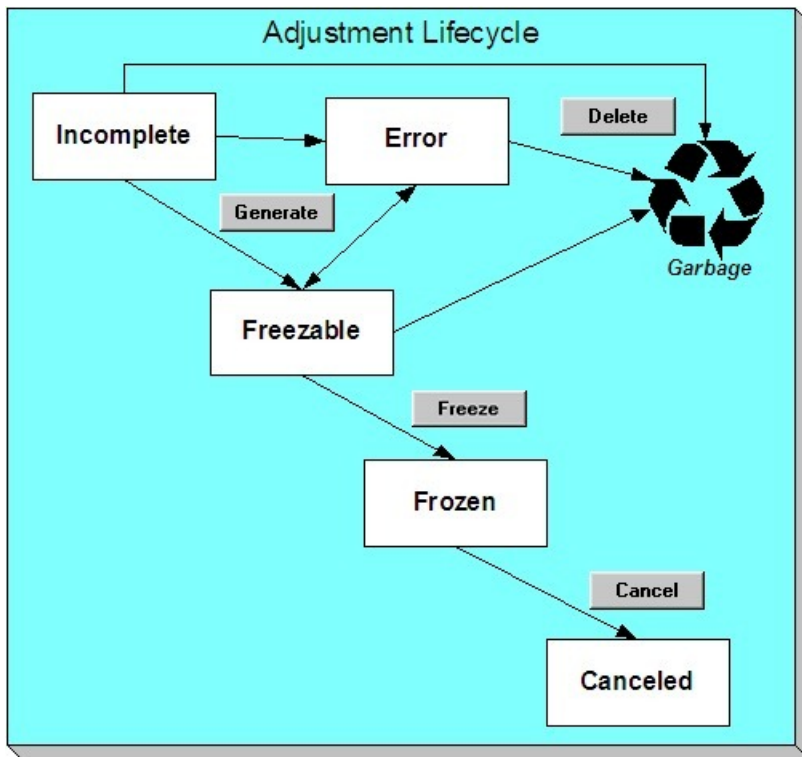 Adjustment Lifecycle
Incomplete
Error
Delete
Generate
Garbage
Freezable
Freeze
Frozen
Cancel
Canceled